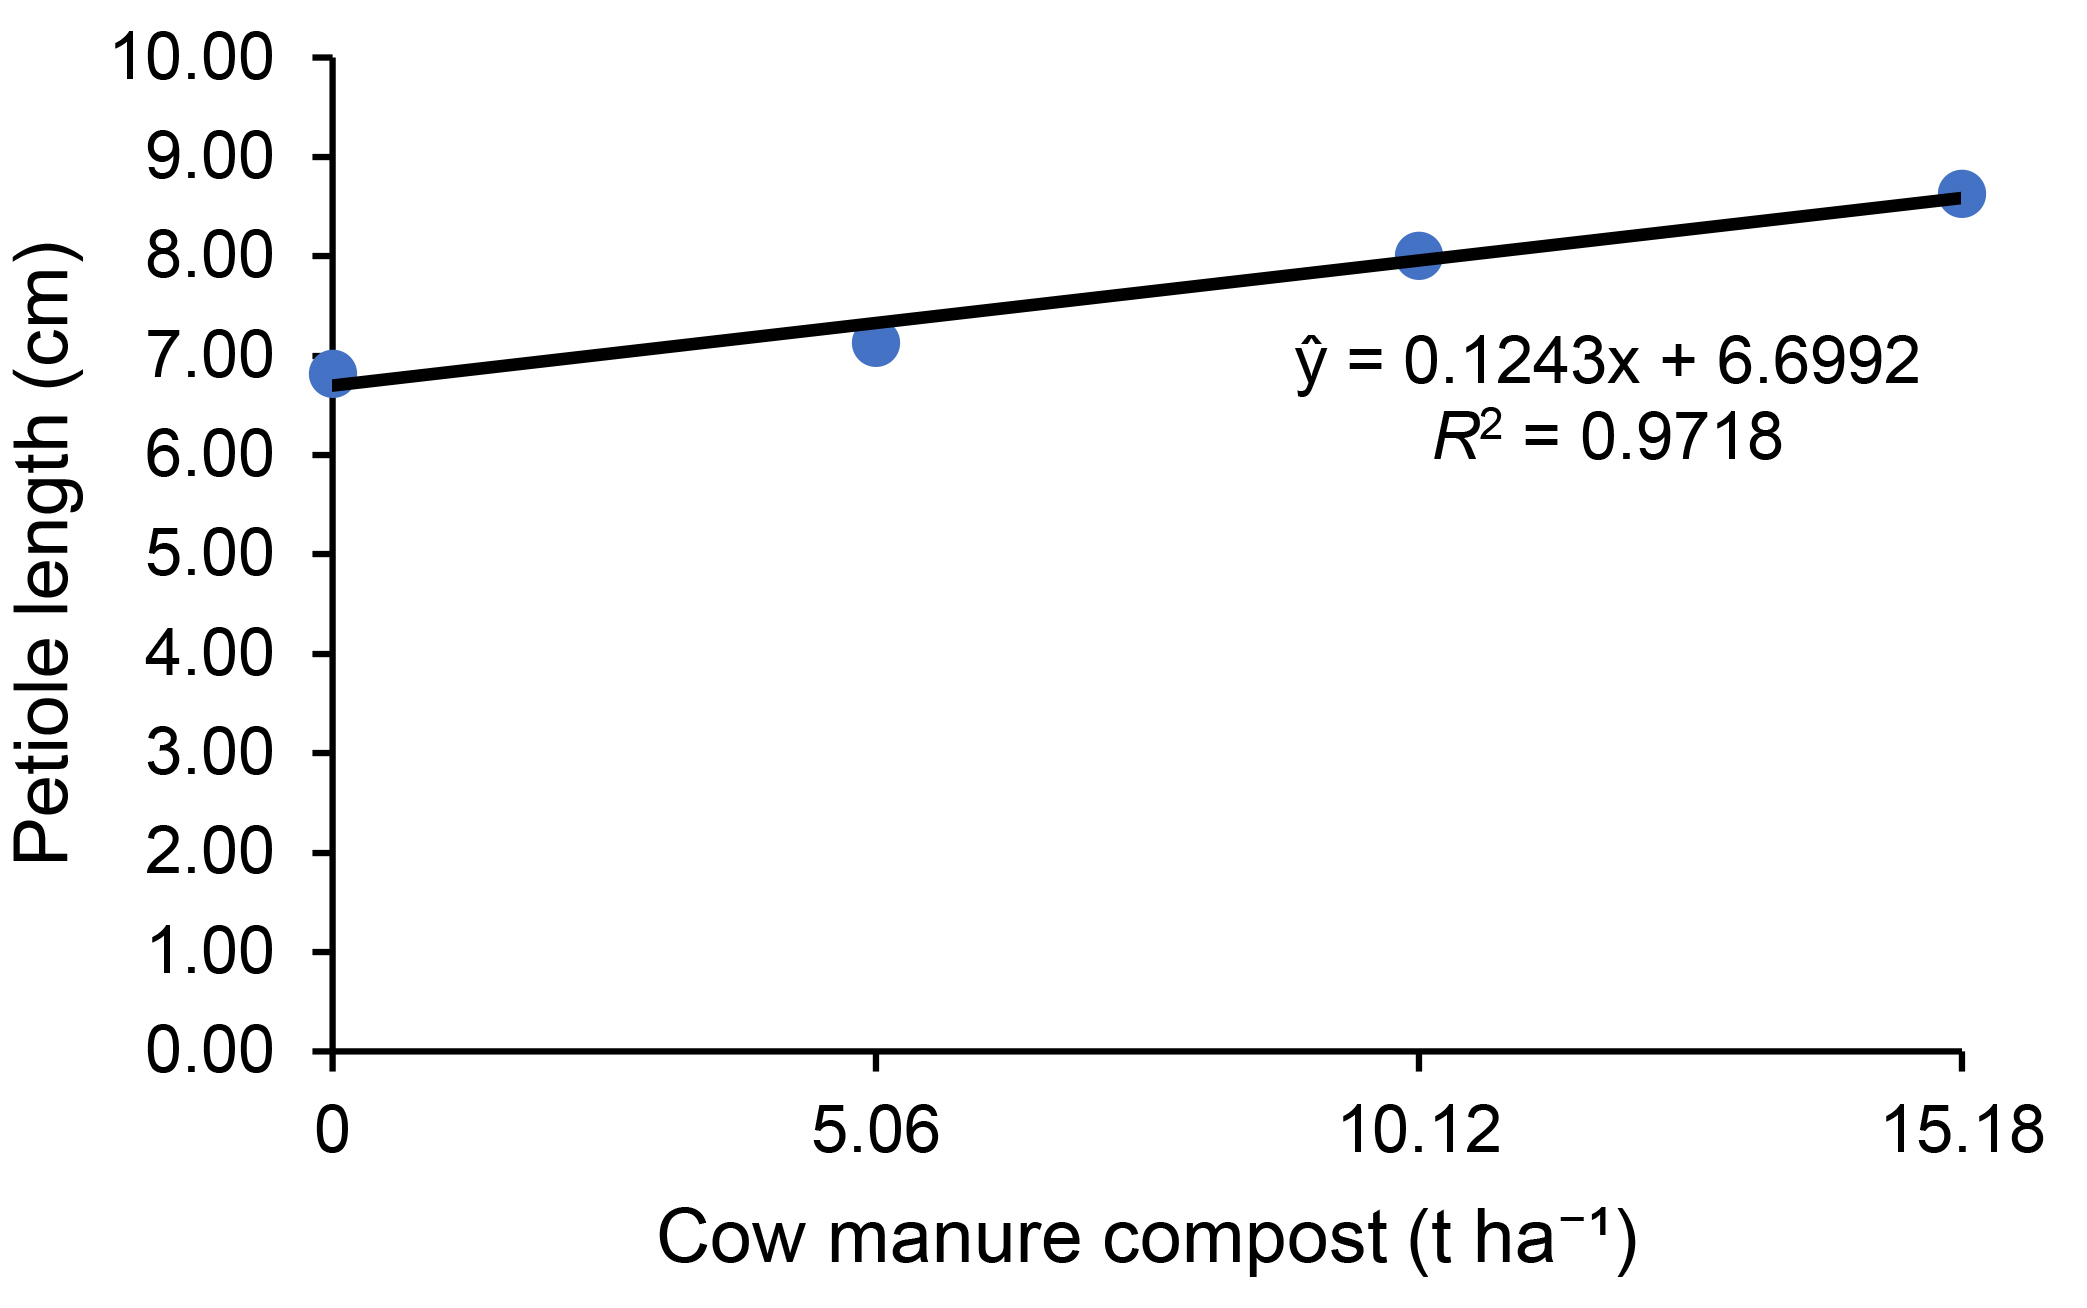 10.00
9.00
8.00
7.00
6.00
5.00
4.00
3.00
2.00
1.00
0.00
Petiole length (cm)
ŷ = 0.1243x + 6.6992
R² = 0.9718
0 5.06 10.12 15.18
Cow manure compost (t ha⁻¹)